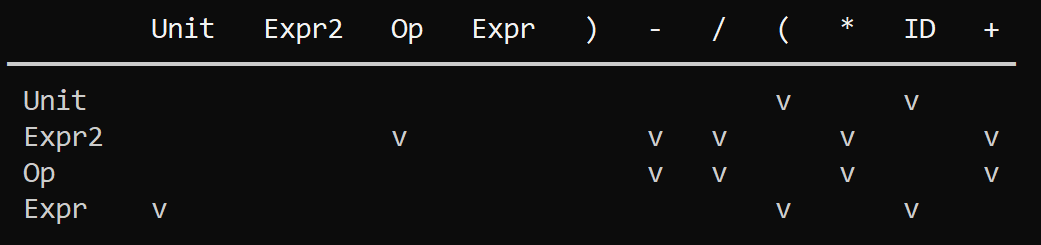 Unit Expr2 Op Expr ) - / ( * ID +
Unit v v
Expr2 v v v v v
Op v v v v
Expr v v v